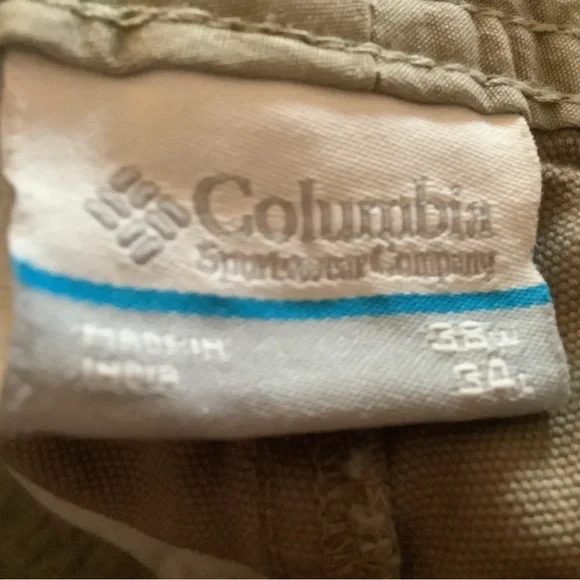 Columbia
Sportswear Company
MADE IN
INDIA
38W
34L